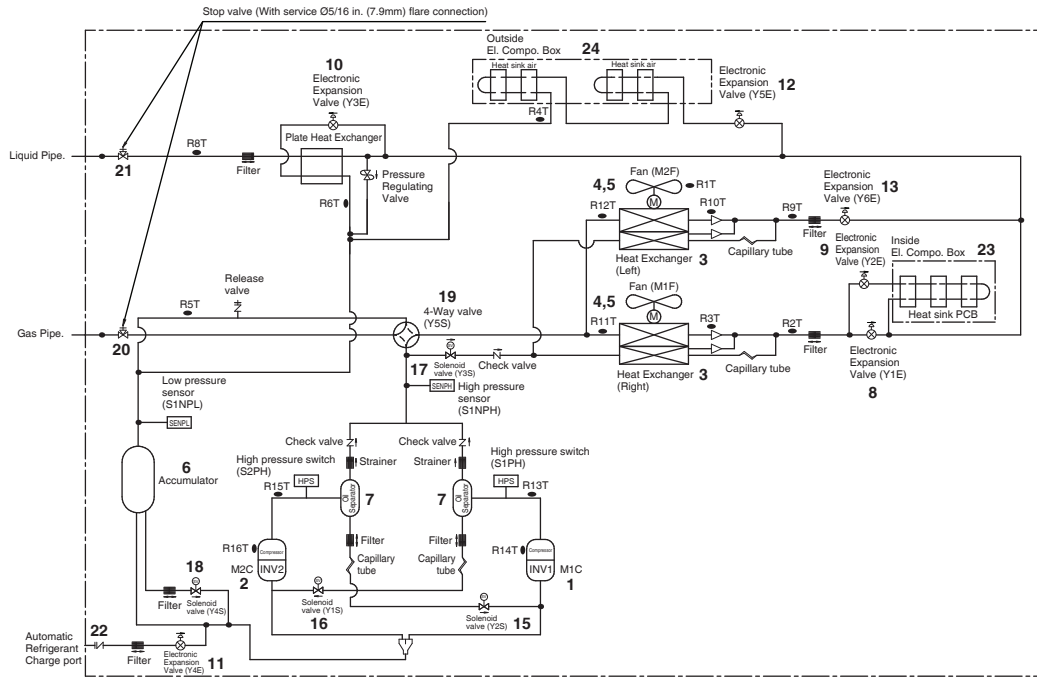 Stop valve (With service Ø5/16 in. (7.9mm) flare connection)
Outside
El. Compo. Box
24
Heat sink air
Heat sink air
10
Electronic
Expansion
Valve (Y3E)
Electronic
Expansion
Valve (Y5E)
12
R4T
R8T
Plate Heat Exchanger
Liquid Pipe.
21
Filter
R6T
Pressure
Regulating
Valve
4,5
Fan (M2F)
R1T
R12T
M
R10T
R9T
Electronic
Expansion
Valve (Y6E)
13
Filter
Capillary tube
Heat Exchanger
(Left)
3
9
Electronic
Expansion
Valve (Y2E)
Inside
El. Compo. Box
23
Heat sink PCB
Release
valve
R5T
19
4-Way valve
(Y5S)
4,5
Fan (M1F)
M
R11T
R3T
R2T
Gas Pipe.
20
Filter
Capillary tube
Heat Exchanger
(Right)
3
Electronic
Expansion
Valve (Y1E)
8
17
Solenoid
valve (Y3S)
Check valve
Low pressure
sensor
(S1NPL)
SENPL
SENPH
High pressure
sensor
(S1NPH)
Check valve
Check valve
Strainer
Strainer
High pressure switch
(S2PH)
HPS
R15T
High pressure switch
(S1PH)
HPS
R13T
6
Accumulator
Oil
Separator
7
7
Oil
Separator
Filter
Filter
R16T
Compressor
INV2
M2C
2
Capillary
tube
Capillary
tube
R14T
Compressor
INV1
M1C
1
18
Filter
Solenoid
valve (Y4S)
SV
Solenoid
valve (Y1S)
16
Solenoid
valve (Y2S)
15
Automatic
Refrigerant
Charge port
22
Filter
Electronic
Expansion
Valve (Y4E)
11